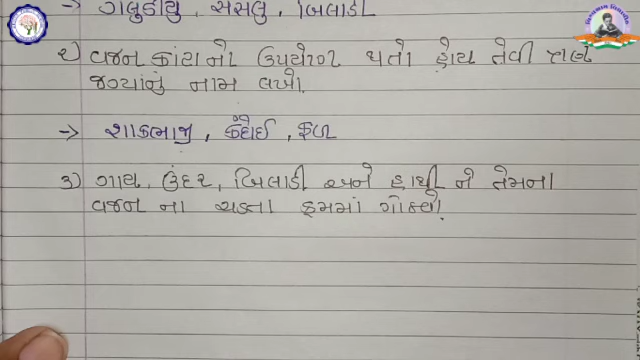 → ગલુડીયુ, સસલુ, બિલાડી
૨) વજન કાંટાનો ઉપયોગ થતો હોય તેવી ત્રણ
જગ્યાનું નામ લખો.
→ શાકભાજી, કંદોઈ, ફળ
૩) ગાય, ઉંદર, બિલાડી અને હાથી ને તેમના
વજન ના ચડતા ક્રમમાં ગોઠવો.